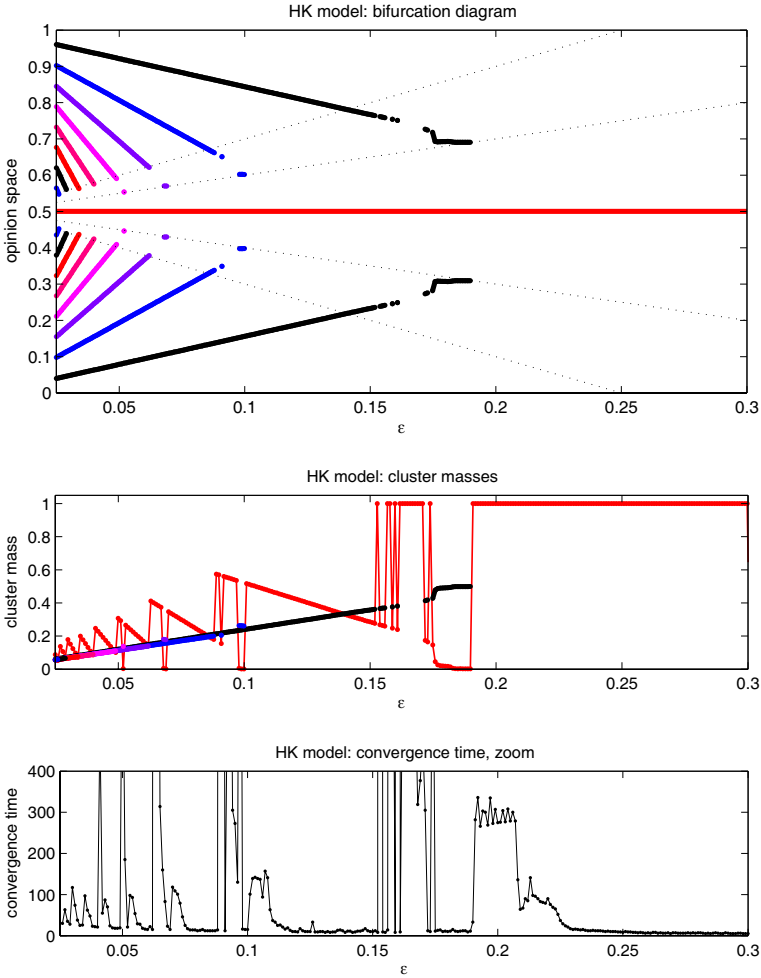 HK model: bifurcation diagram
1
0.9
0.8
0.7
0.6
0.5
0.4
0.3
0.2
0.1
0
opinion space
0.05 0.1 0.15 0.2 0.25 0.3
ε
HK model: cluster masses
1
0.8
0.6
0.4
0.2
0
cluster mass
0.05 0.1 0.15 0.2 0.25 0.3
ε
HK model: convergence time, zoom
400
300
200
100
0
convergence time
0.05 0.1 0.15 0.2 0.25 0.3
ε